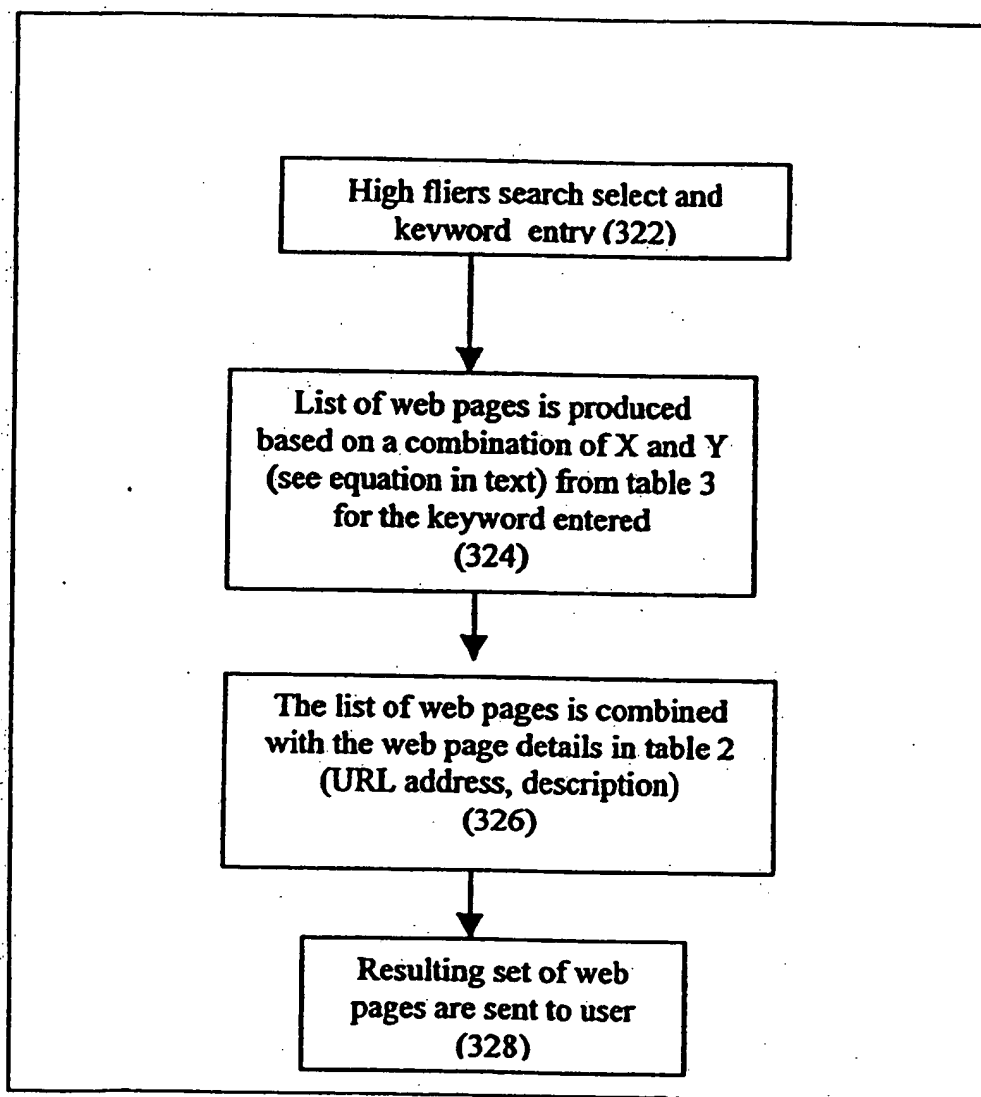 High fliers search select and
keyword entry (322)
List of web pages is produced
based on a combination of X and Y
(see equation in text) from table 3
for the keyword entered
(324)
The list of web pages is combined
with the web page details in table 2
(URL address, description)
(326)
Resulting set of web
pages are sent to user
(328)